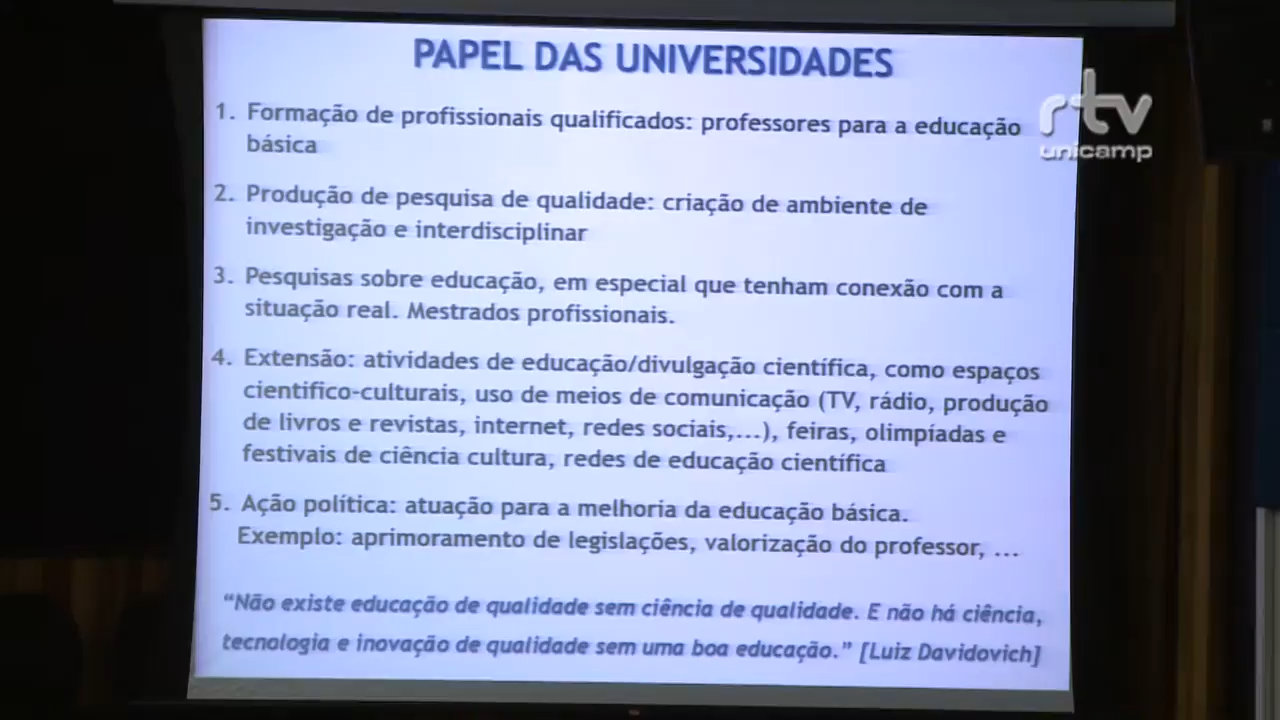 PAPEL DAS UNIVERSIDADES
rtv
unicamp
1. Formação de profissionais qualificados: professores para a educação
básica
2. Produção de pesquisa de qualidade: criação de ambiente de
investigação e interdisciplinar
3. Pesquisas sobre educação, em especial que tenham conexão com a
situação real. Mestrados profissionais.
4. Extensão: atividades de educação/divulgação científica, como espaços
cientifico-culturais, uso de meios de comunicação (TV, rádio, produção
de livros e revistas, internet, redes sociais,...), feiras, olimpíadas e
festivais de ciência cultura, redes de educação científica
5. Ação política: atuação para a melhoria da educação básica.
Exemplo: aprimoramento de legislações, valorização do professor, ...
“Não existe educação de qualidade sem ciência de qualidade. E não há ciência,
tecnologia e inovação de qualidade sem uma boa educação.” [Luiz Davidovich]